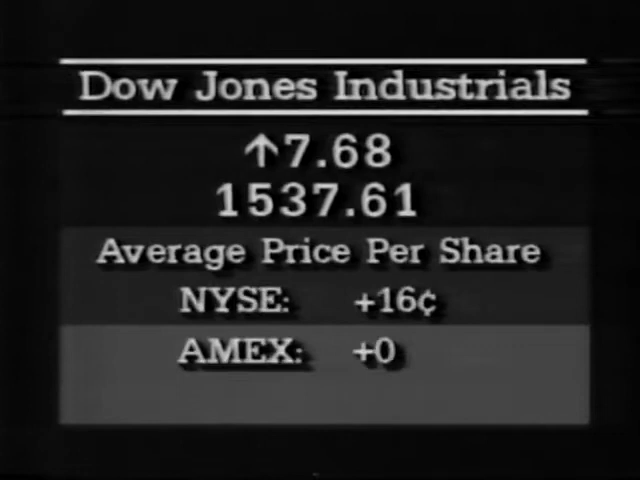 Dow Jones Industrials
↑7.68
1537.61
Average Price Per Share
NYSE: +16¢
AMEX: +0